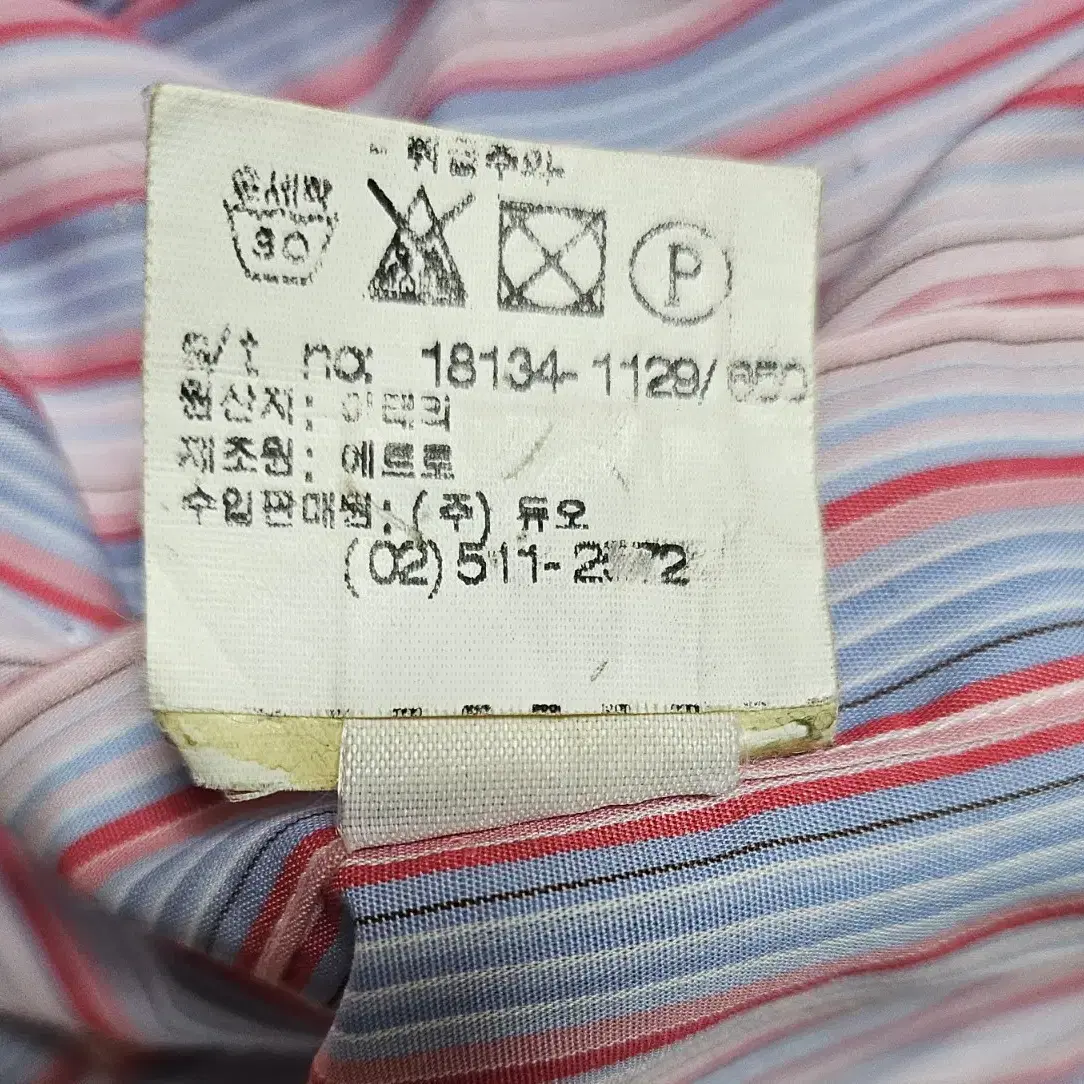 - 취급주의
손세탁
30
P
s/t no: 18134-1129/650
원산지: 이태리
제조원: 에트로
수입판매원: (주) 듀오
(02)511-2